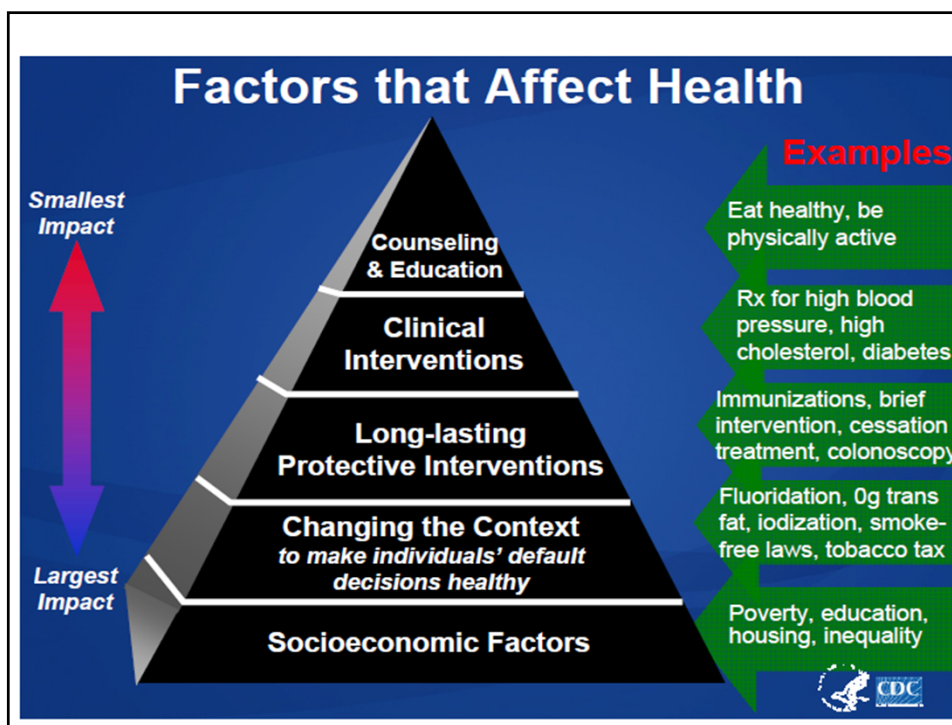 Factors that Affect Health
Examples
Smallest
Impact
Largest
Impact
Counseling
& Education
Clinical
Interventions
Long-lasting
Protective Interventions
Changing the Context
to make individuals’ default
decisions healthy
Socioeconomic Factors
Eat healthy, be
physically active
Rx for high blood
pressure, high
cholesterol, diabetes
Immunizations, brief
intervention, cessation
treatment, colonoscopy
Fluoridation, 0g trans
fat, iodization, smoke-
free laws, tobacco tax
Poverty, education,
housing, inequality
CDC